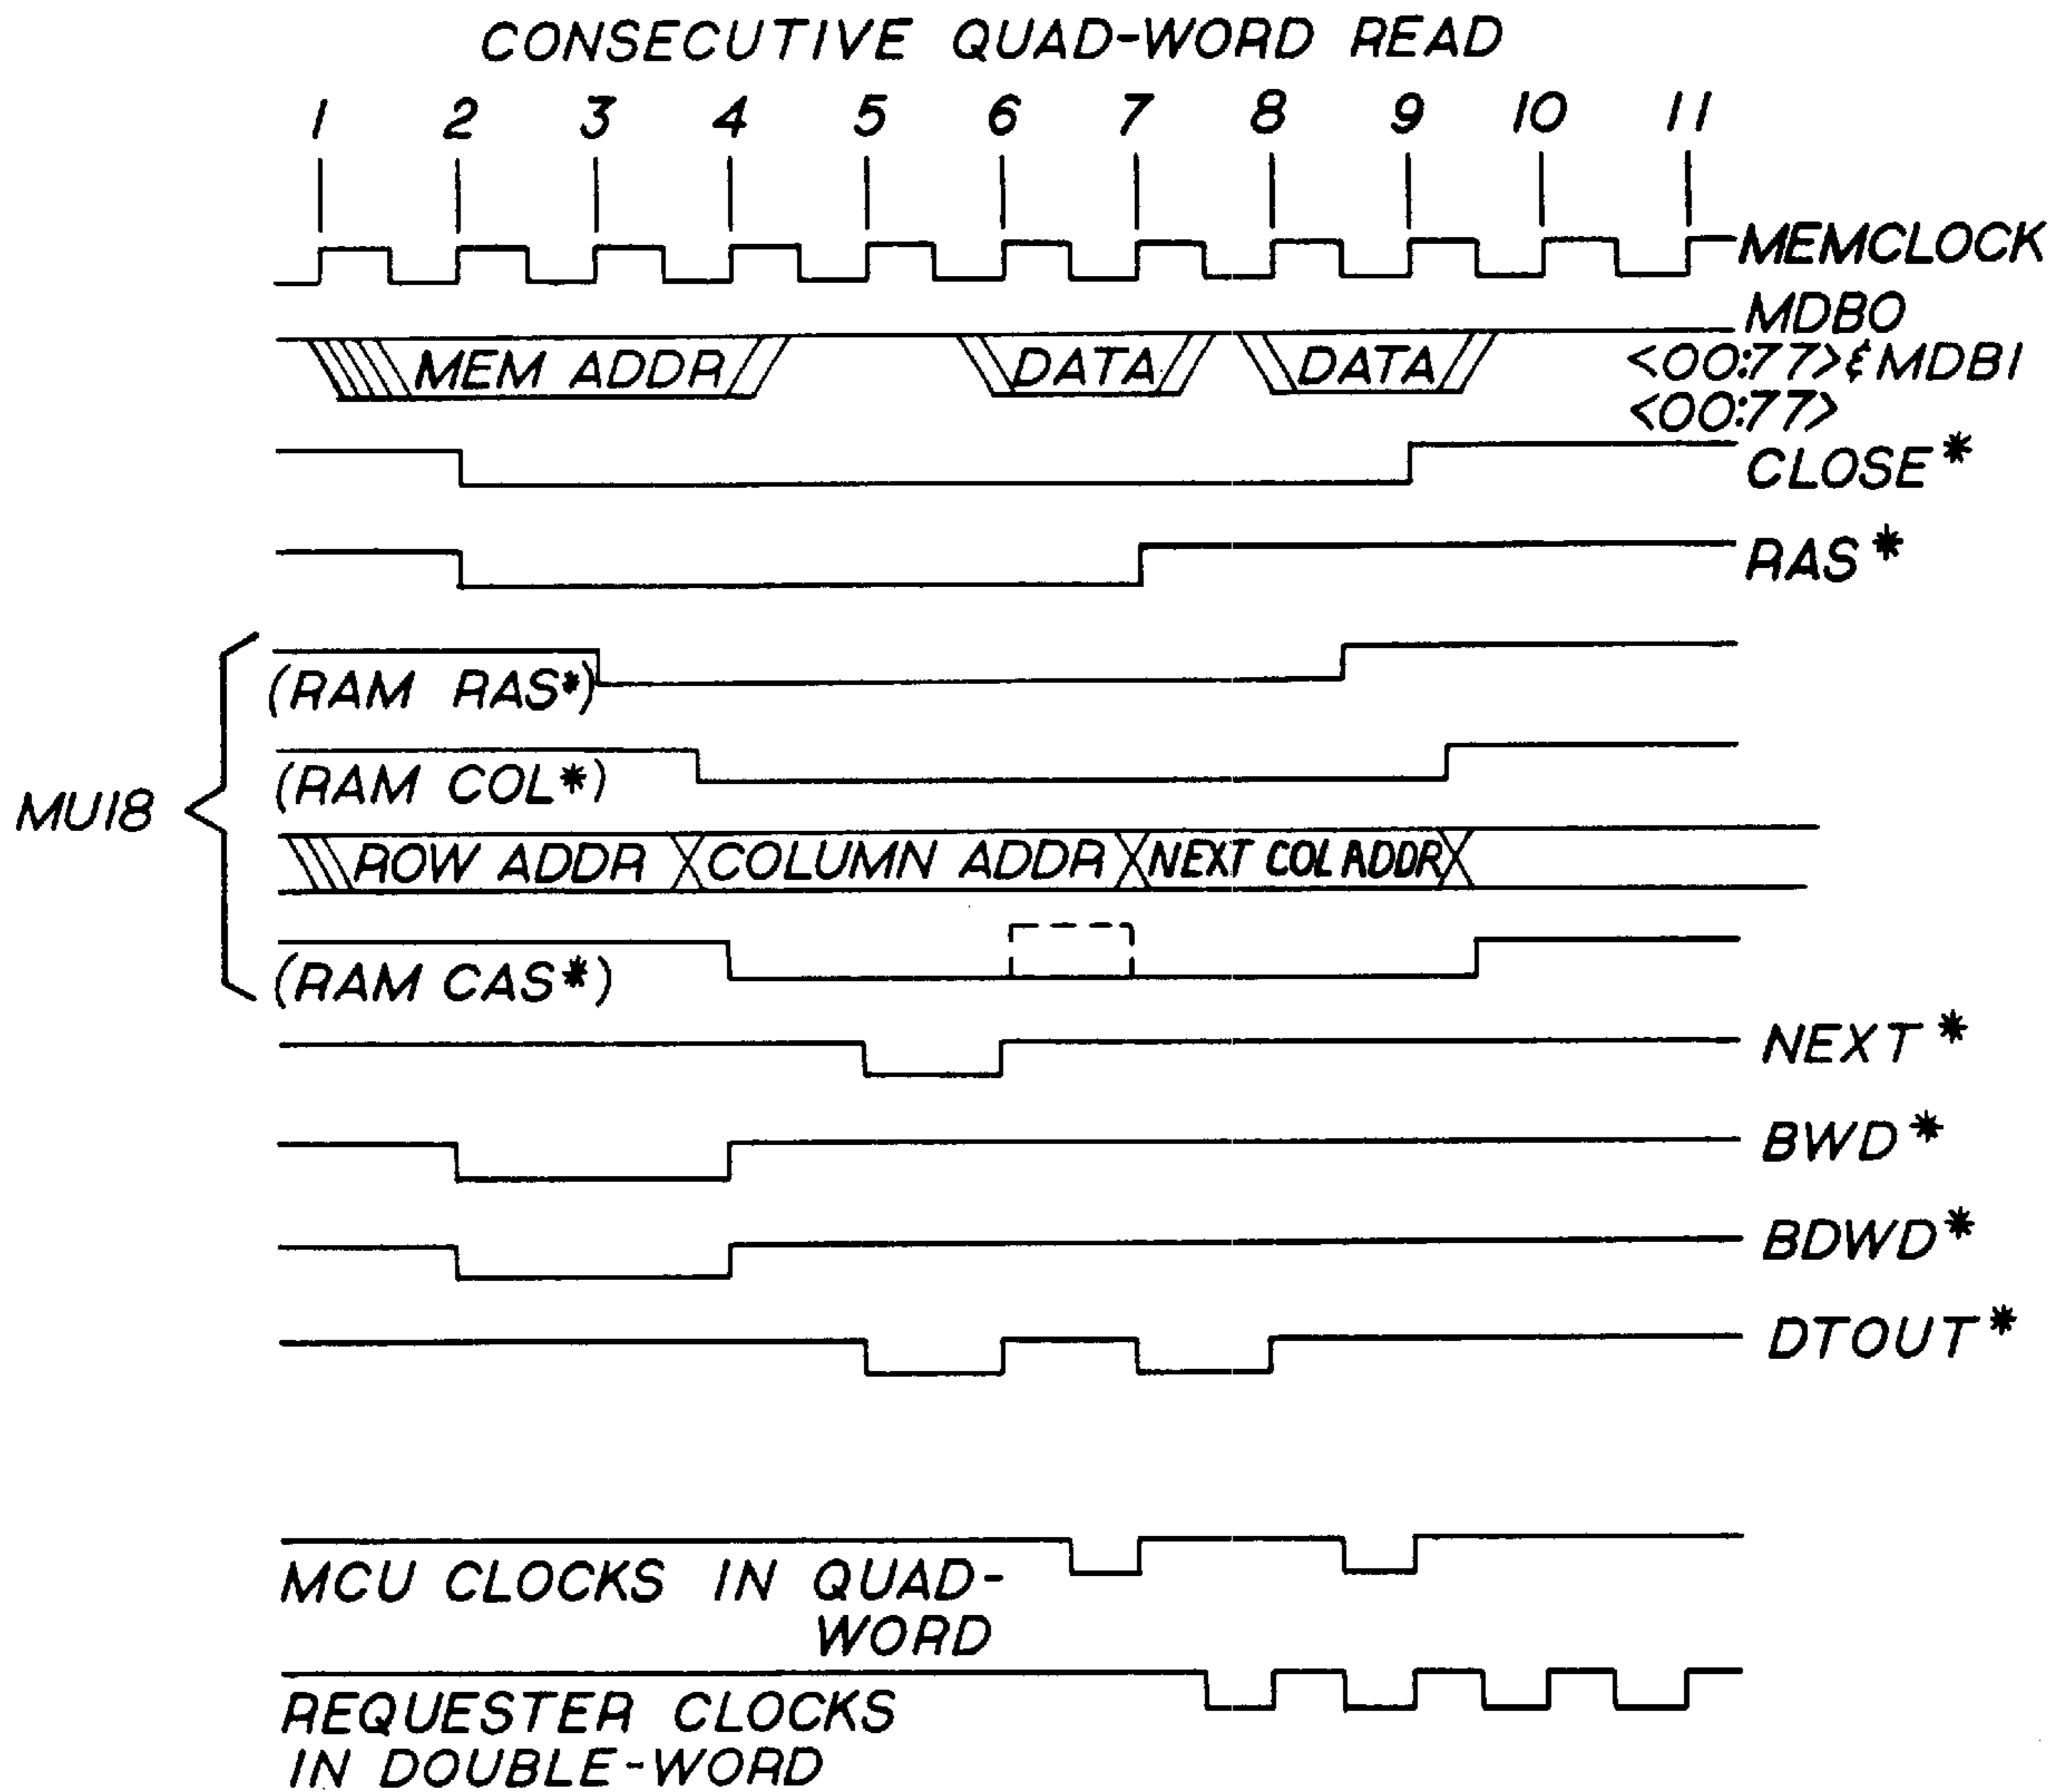 CONSECUTIVE QUAD-WORD READ
1 2 3 4 5 6 7 8 9 10 11
MEMCLOCK
MDBO
MEM ADDR DATA DATA <00:77>&MDBI
<00:77>
CLOSE*
RAS*
(RAM RAS*)
(RAM COL*)
MU18
ROW ADDR COLUMN ADDR NEXT COL ADDR
(RAM CAS*)
NEXT*
BWD*
BDWD*
DTOUT*
MCU CLOCKS IN QUAD-
WORD
REQUESTER CLOCKS
IN DOUBLE-WORD